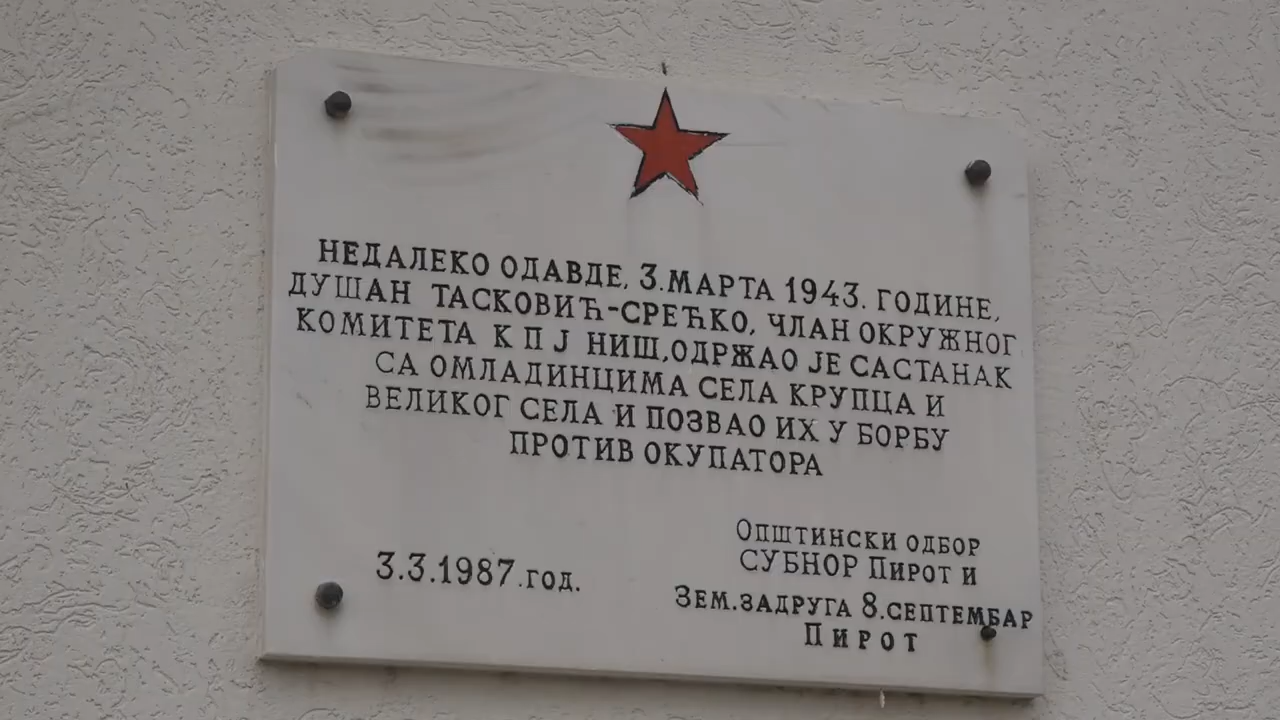 НЕДАЛЕКО ОДАВДЕ, 3.МАРТА 1943. ГОДИНЕ,
ДУШАН ТАСКОВИЋ-СРЕЋКО, ЧЛАН ОКРУЖНОГ
КОМИТЕТА К П Ј НИШ,ОДРЖАО ЈЕ САСТАНАК
СА ОМЛАДИНЦИМА СЕЛА КРУПЦА И
ВЕЛИКОГ СЕЛА И ПОЗВАО ИХ У БОРБУ
ПРОТИВ ОКУПАТОРА
3.3.1987.ГОД.
ОПШТИНСКИ ОДБОР
СУБНОР ПИРОТ И
ЗЕМ.ЗАДРУГА 8.СЕПТЕМБАР
ПИРОТ